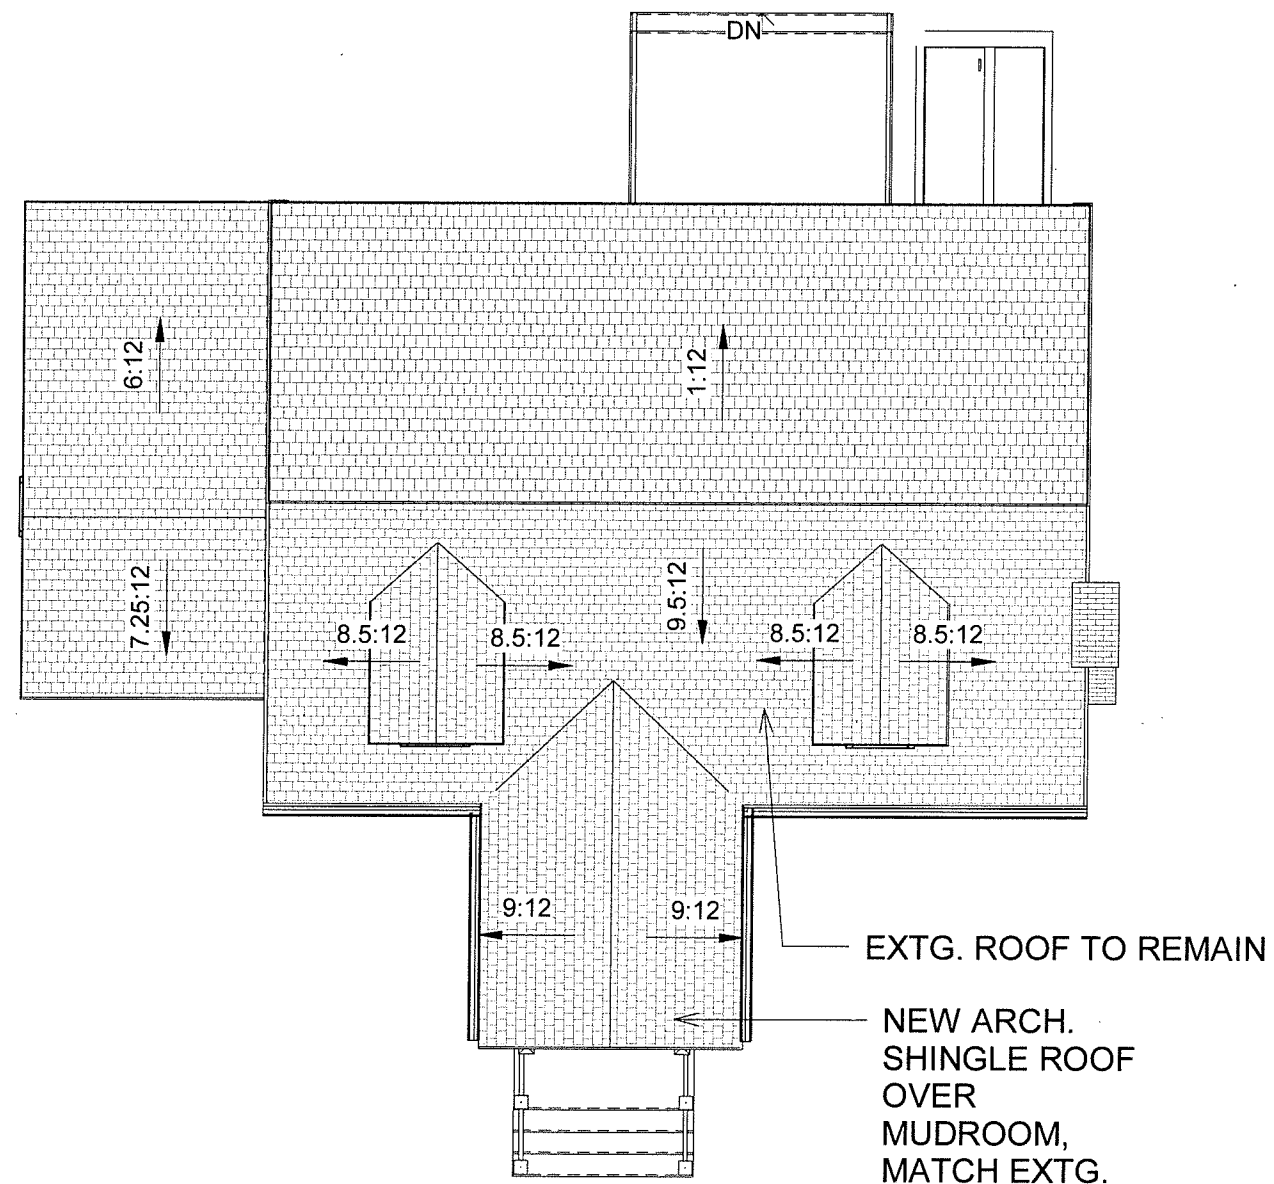 DN
6:12
1:12
7.25:12
9.5:12
8.5:12
8.5:12
8.5:12
8.5:12
9:12
9:12
EXTG. ROOF TO REMAIN
NEW ARCH.
SHINGLE ROOF
OVER
MUDROOM,
MATCH EXTG.